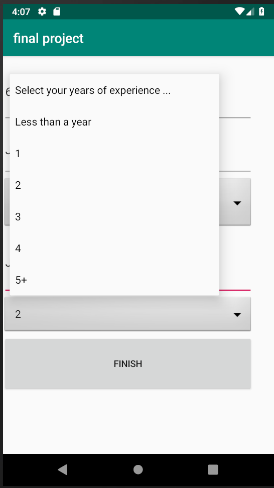 4:07
final project
Select your years of experience ...
Less than a year
1
2
3
4
5+
2
FINISH